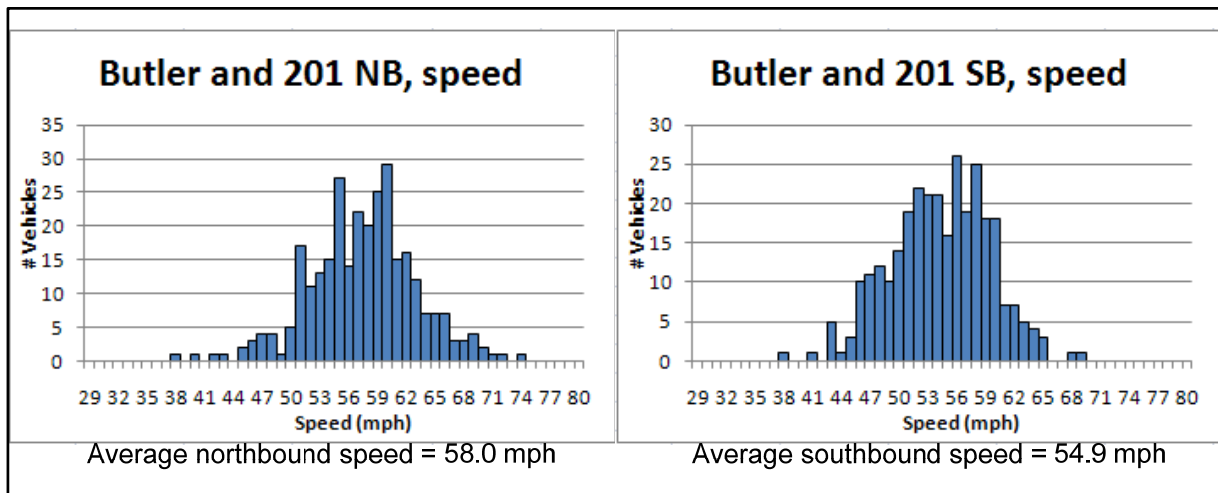 Butler and 201 NB, speed
35
30
25
20
15
10
5
0
# Vehicles
29 32 35 38 41 44 47 50 53 56 59 62 65 68 71 74 77 80
Speed (mph)
Average northbound speed = 58.0 mph
Butler and 201 SB, speed
30
25
20
15
10
5
0
# Vehicles
29 32 35 38 41 44 47 50 53 56 59 62 65 68 71 74 77 80
Speed (mph)
Average southbound speed = 54.9 mph